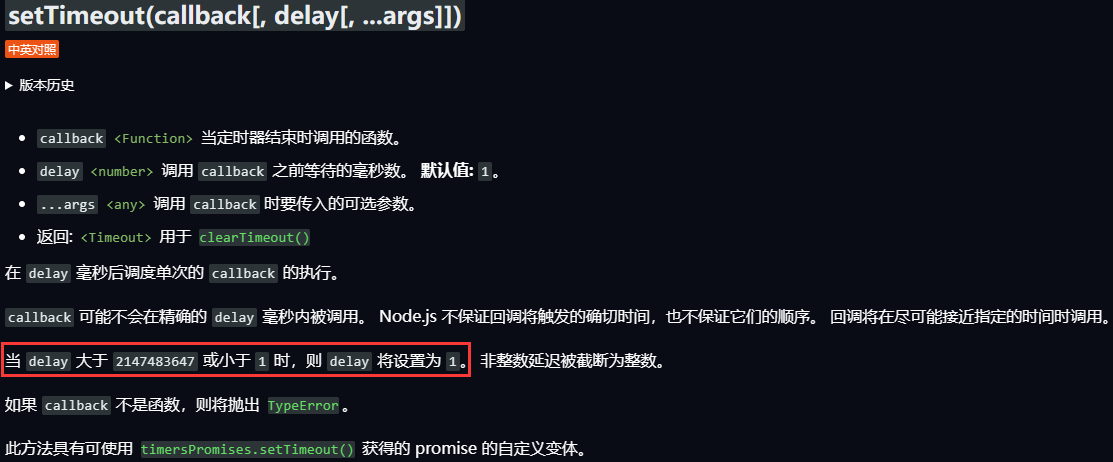 setTimeout(callback[, delay[, ...args]])
中英对照
版本历史
callback <Function> 当定时器结束时调用的函数。
delay <number> 调用 callback 之前等待的毫秒数。 默认值: 1。
...args <any> 调用 callback 时要传入的可选参数。
返回: <Timeout> 用于 clearTimeout()
在 delay 毫秒后调度单次的 callback 的执行。
callback 可能不会在精确的 delay 毫秒内被调用。 Node.js 不保证回调将触发的确切时间，也不保证它们的顺序。 回调将在尽可能接近指定的时间时调用。
当 delay 大于 2147483647 或小于 1 时，则 delay 将设置为 1。 非整数延迟被截断为整数。
如果 callback 不是函数，则将抛出 TypeError。
此方法具有可使用 timersPromises.setTimeout() 获得的 promise 的自定义变体。